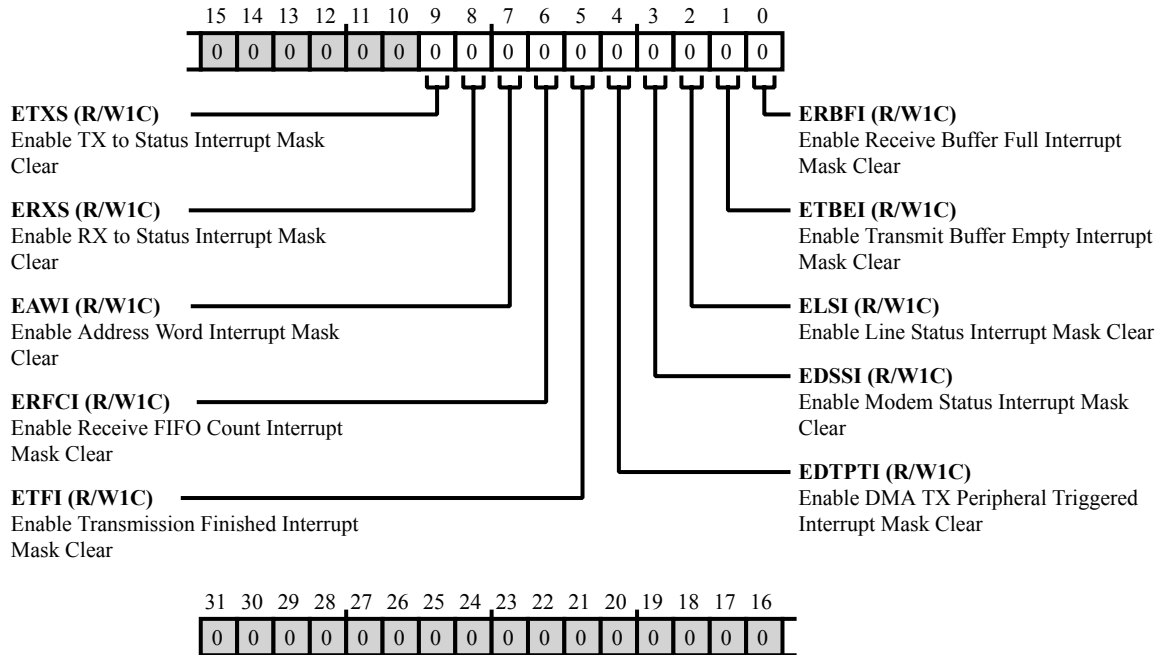 15 14 13 12 11 10 9 8 7 6 5 4 3 2 1 0
0 0 0 0 0 0 0 0 0 0 0 0 0 0 0 0
ETXS (R/W1C)
Enable TX to Status Interrupt Mask
Clear
ERXS (R/W1C)
Enable RX to Status Interrupt Mask
Clear
EAWI (R/W1C)
Enable Address Word Interrupt Mask
Clear
ERFCI (R/W1C)
Enable Receive FIFO Count Interrupt
Mask Clear
ETFI (R/W1C)
Enable Transmission Finished Interrupt
Mask Clear
ERBFI (R/W1C)
Enable Receive Buffer Full Interrupt
Mask Clear
ETBEI (R/W1C)
Enable Transmit Buffer Empty Interrupt
Mask Clear
ELSI (R/W1C)
Enable Line Status Interrupt Mask Clear
EDSSI (R/W1C)
Enable Modem Status Interrupt Mask
Clear
EDTPTI (R/W1C)
Enable DMA TX Peripheral Triggered
Interrupt Mask Clear
31 30 29 28 27 26 25 24 23 22 21 20 19 18 17 16
0 0 0 0 0 0 0 0 0 0 0 0 0 0 0 0